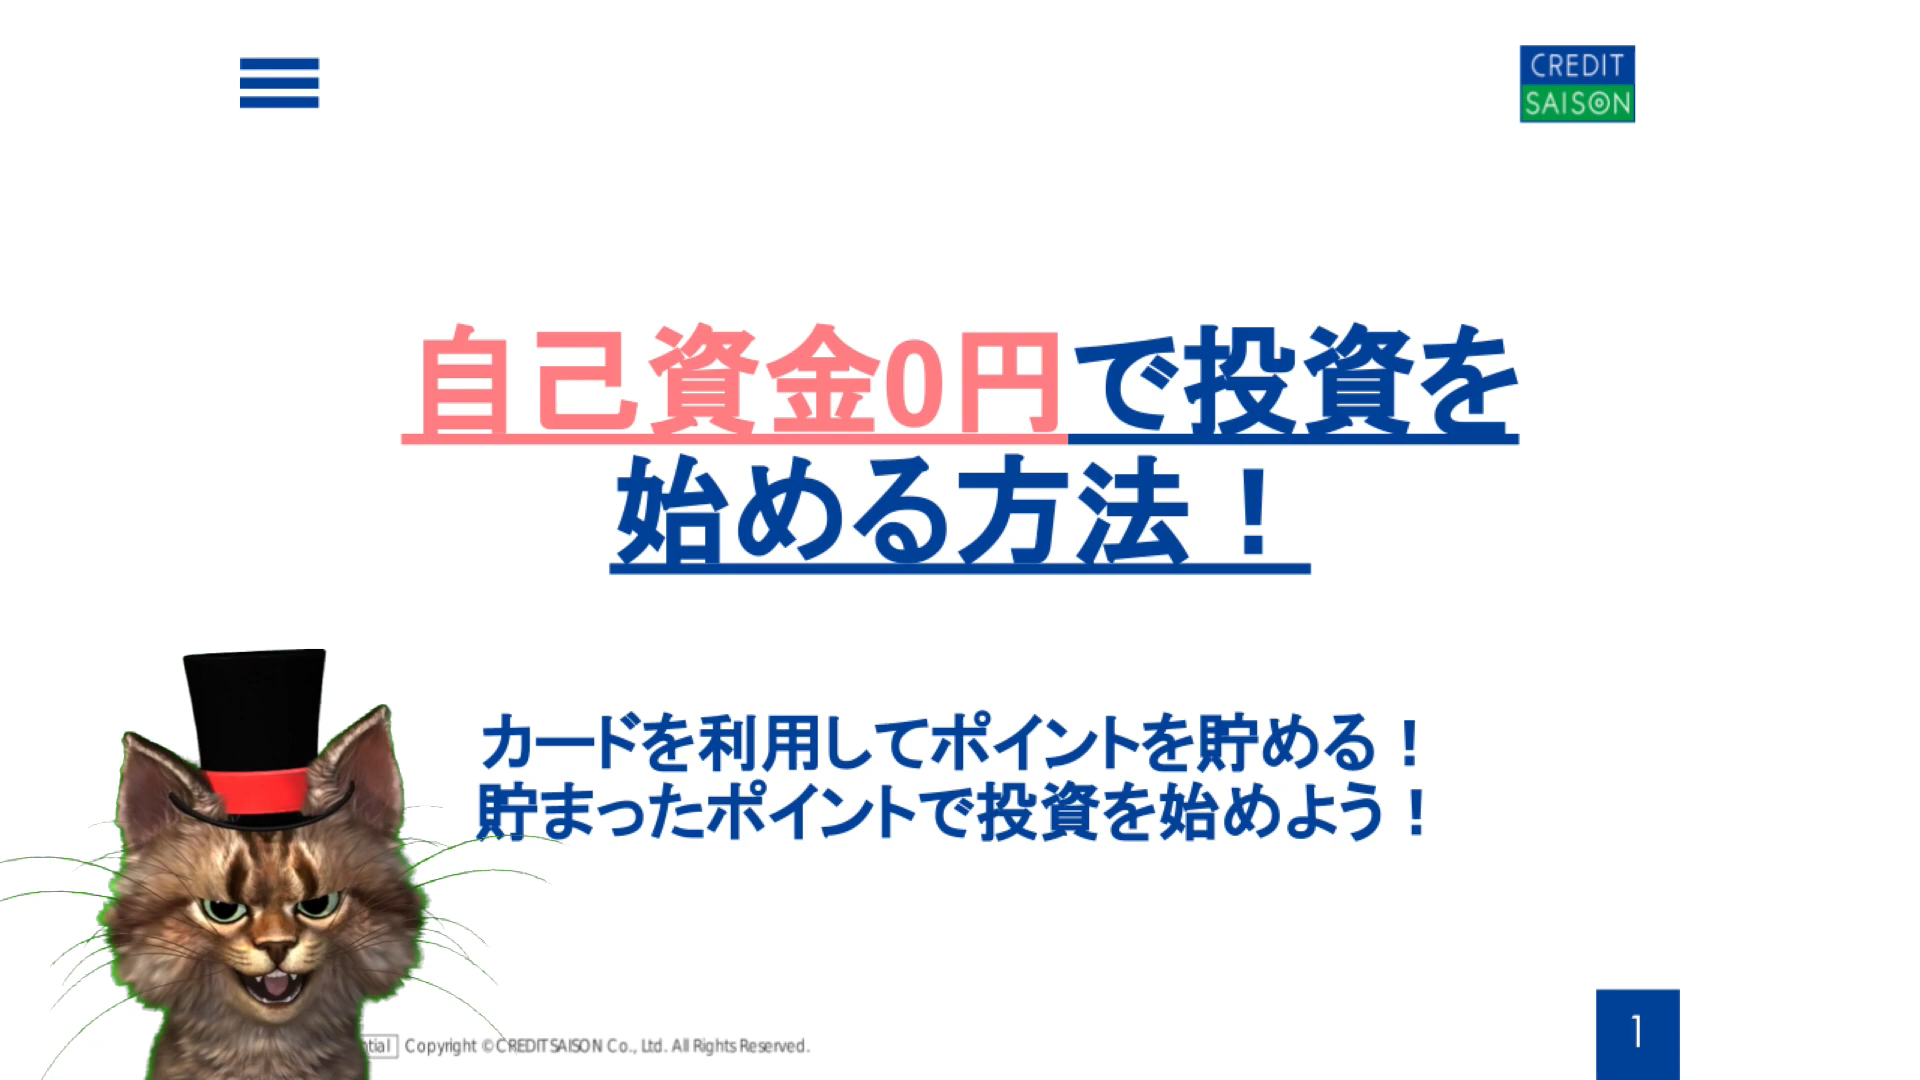 CREDIT
SAISON
自己資金0円で投資を
始める方法！
カードを利用してポイントを貯める！
貯まったポイントで投資を始めよう！
Copyright © CREDIT SAISON Co., Ltd. All Rights Reserved.
1